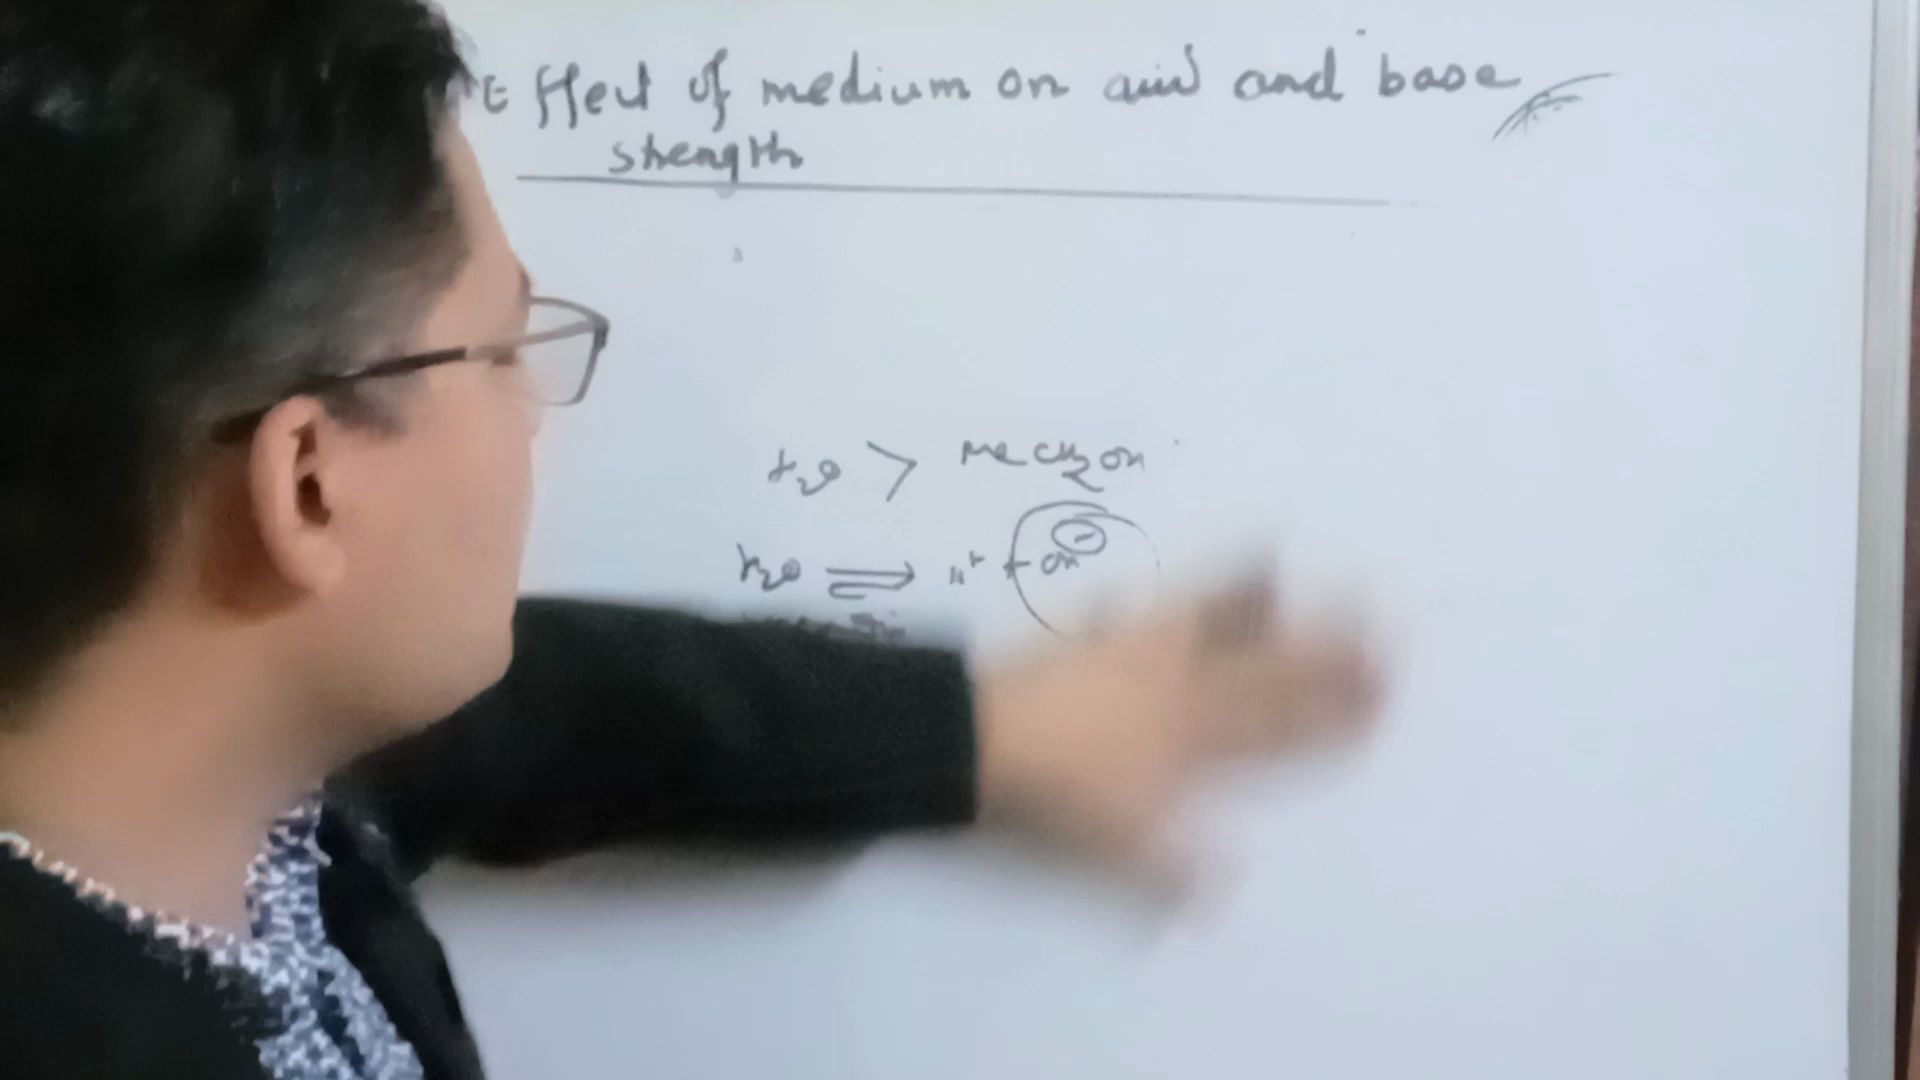 Effect of medium on acid and base
strength
H2O > MeCH2OH
H2O ⇌ H+ + OH⊖